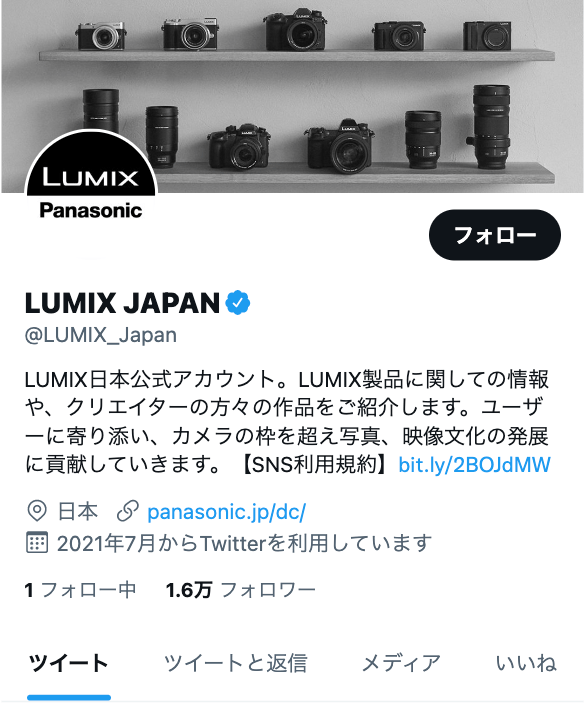 LUMIX
Panasonic
フォロー
LUMIX JAPAN
@LUMIX_Japan
LUMIX日本公式アカウント。LUMIX製品に関しての情報
や、クリエイターの方々の作品をご紹介します。ユーザ
ーに寄り添い、カメラの枠を超え写真、映像文化の発展
に貢献していきます。【SNS利用規約】bit.ly/2BOJdMW
日本 panasonic.jp/dc/
2021年7月からTwitterを利用しています
1 フォロー中 1.6万 フォロワー
ツイート ツイートと返信 メディア いいね